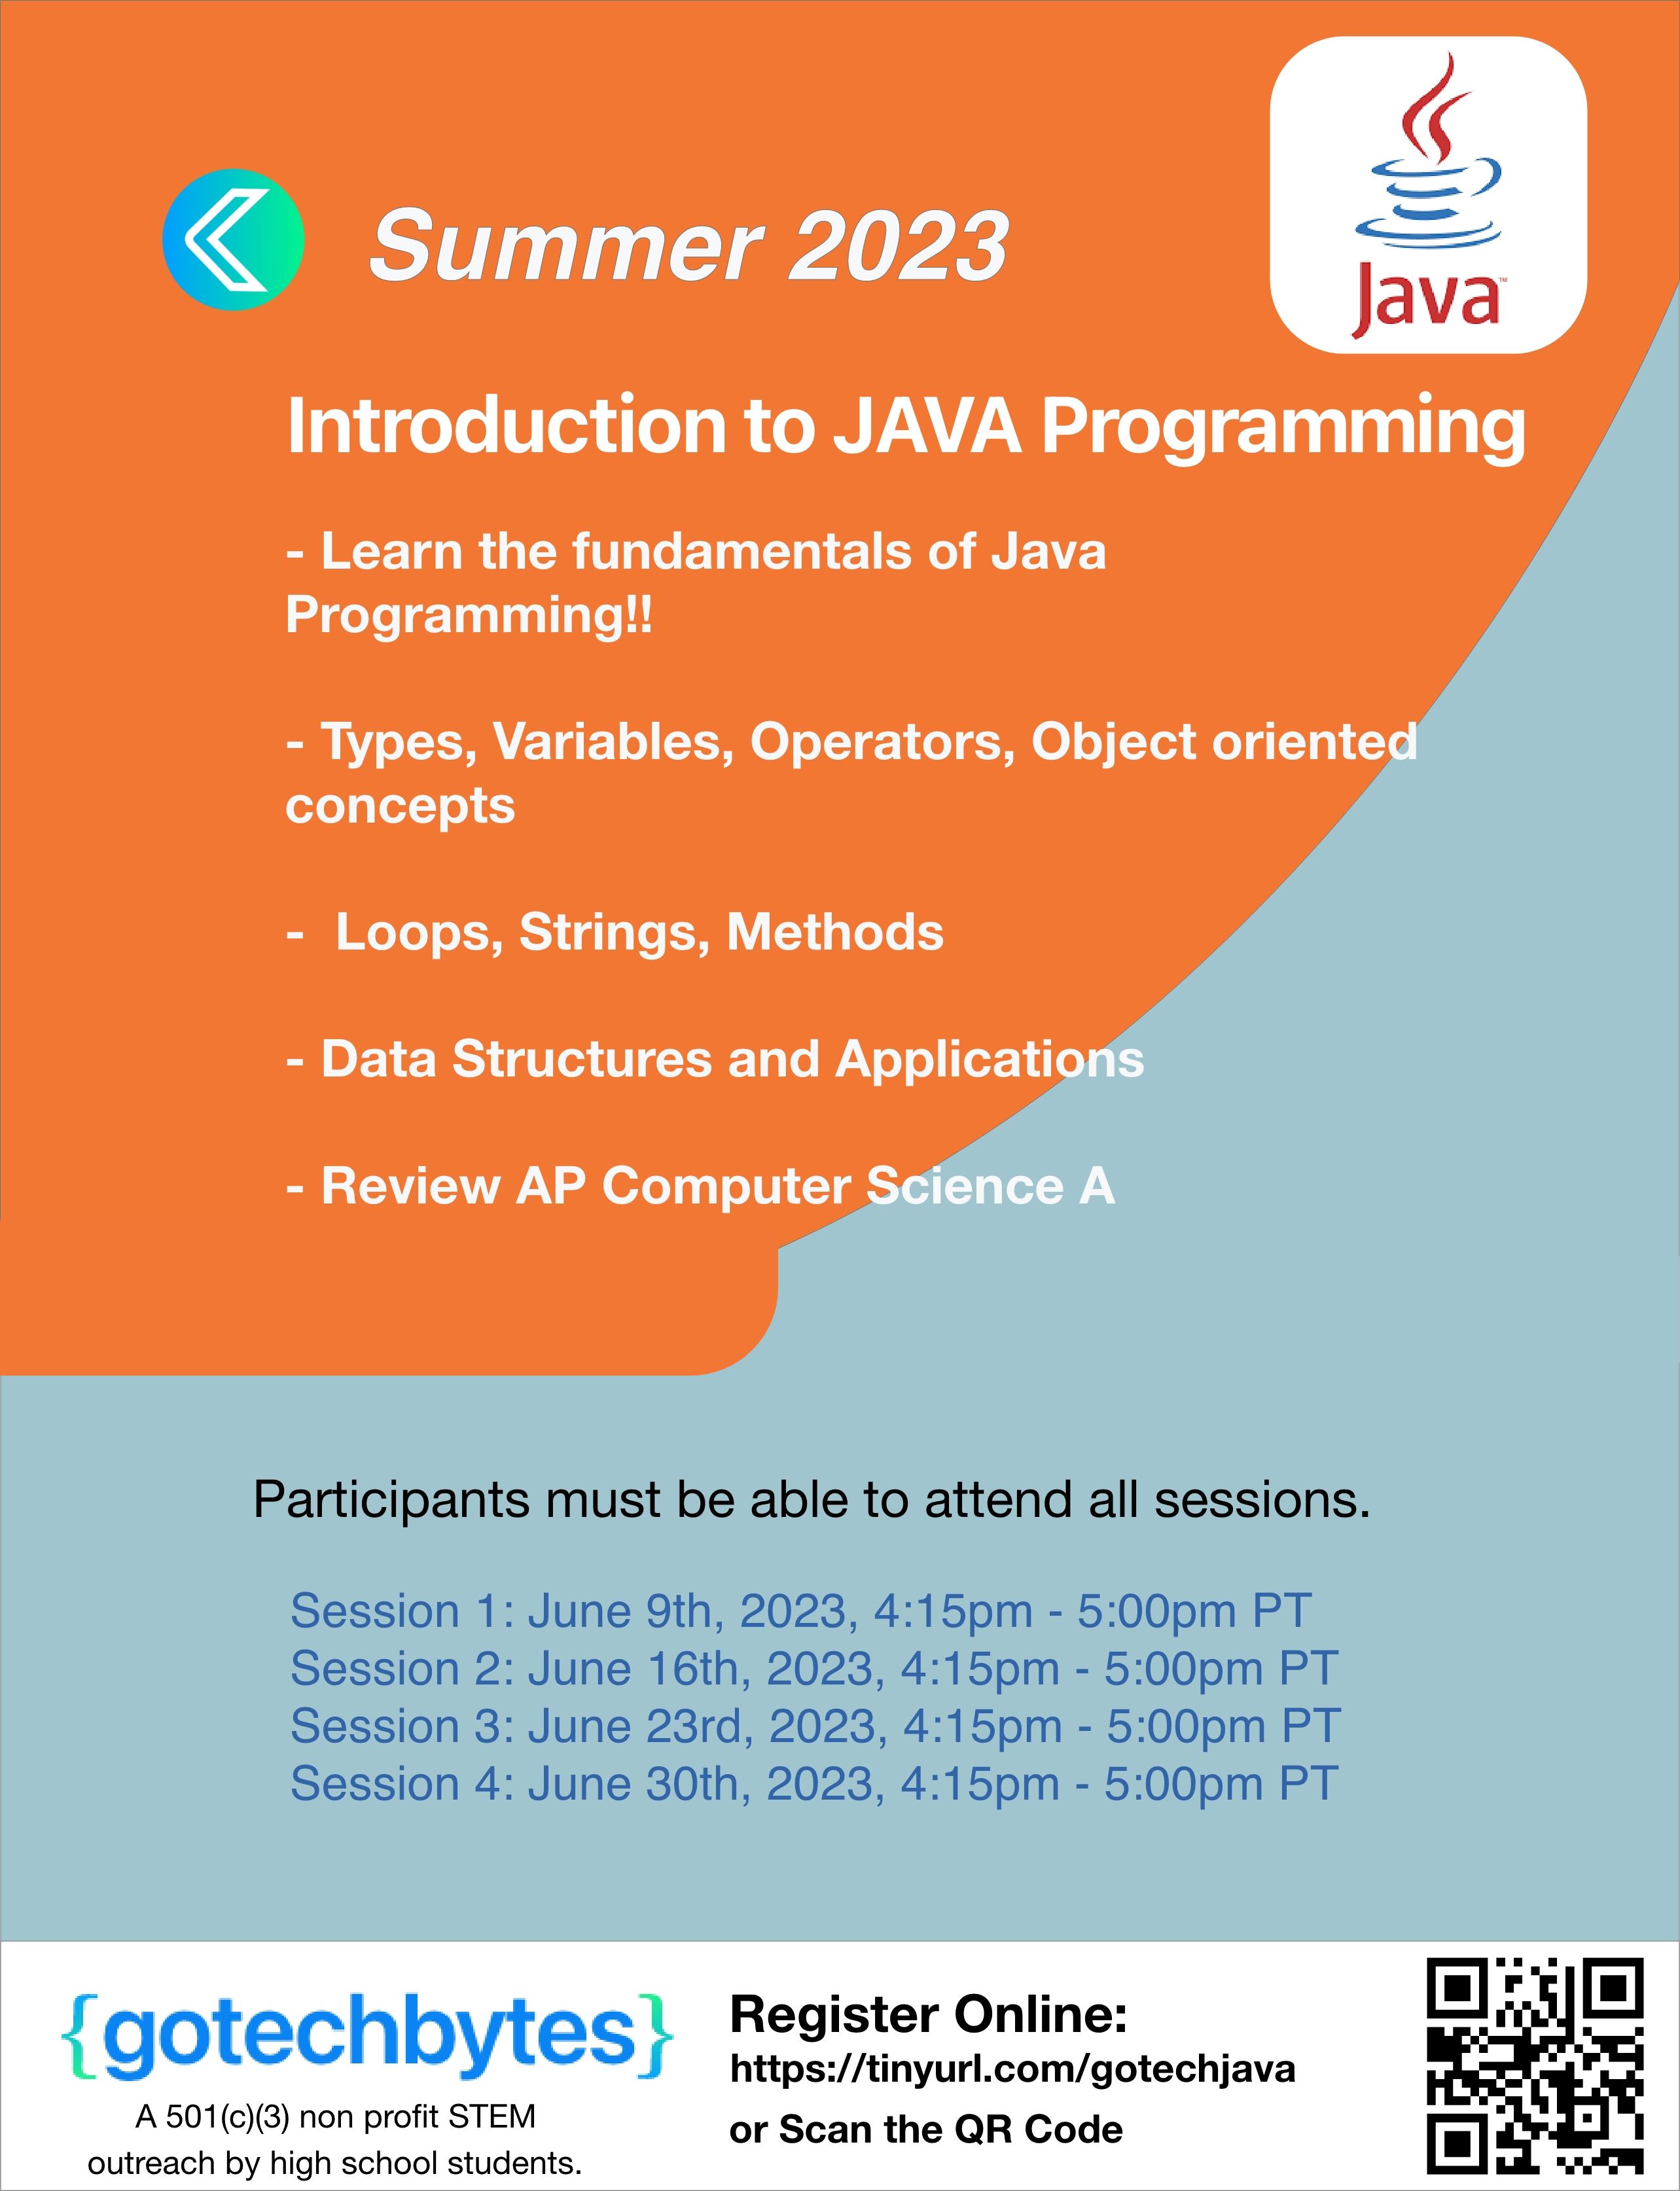 Summer 2023
Java™
Introduction to JAVA Programming
- Learn the fundamentals of Java
Programming!!
- Types, Variables, Operators, Object oriented
concepts
-  Loops, Strings, Methods
- Data Structures and Applications
- Review AP Computer Science A
Participants must be able to attend all sessions.
Session 1: June 9th, 2023, 4:15pm - 5:00pm PT
Session 2: June 16th, 2023, 4:15pm - 5:00pm PT
Session 3: June 23rd, 2023, 4:15pm - 5:00pm PT
Session 4: June 30th, 2023, 4:15pm - 5:00pm PT
{gotechbytes}
A 501(c)(3) non profit STEM
outreach by high school students.
Register Online:
https://tinyurl.com/gotechjava
or Scan the QR Code